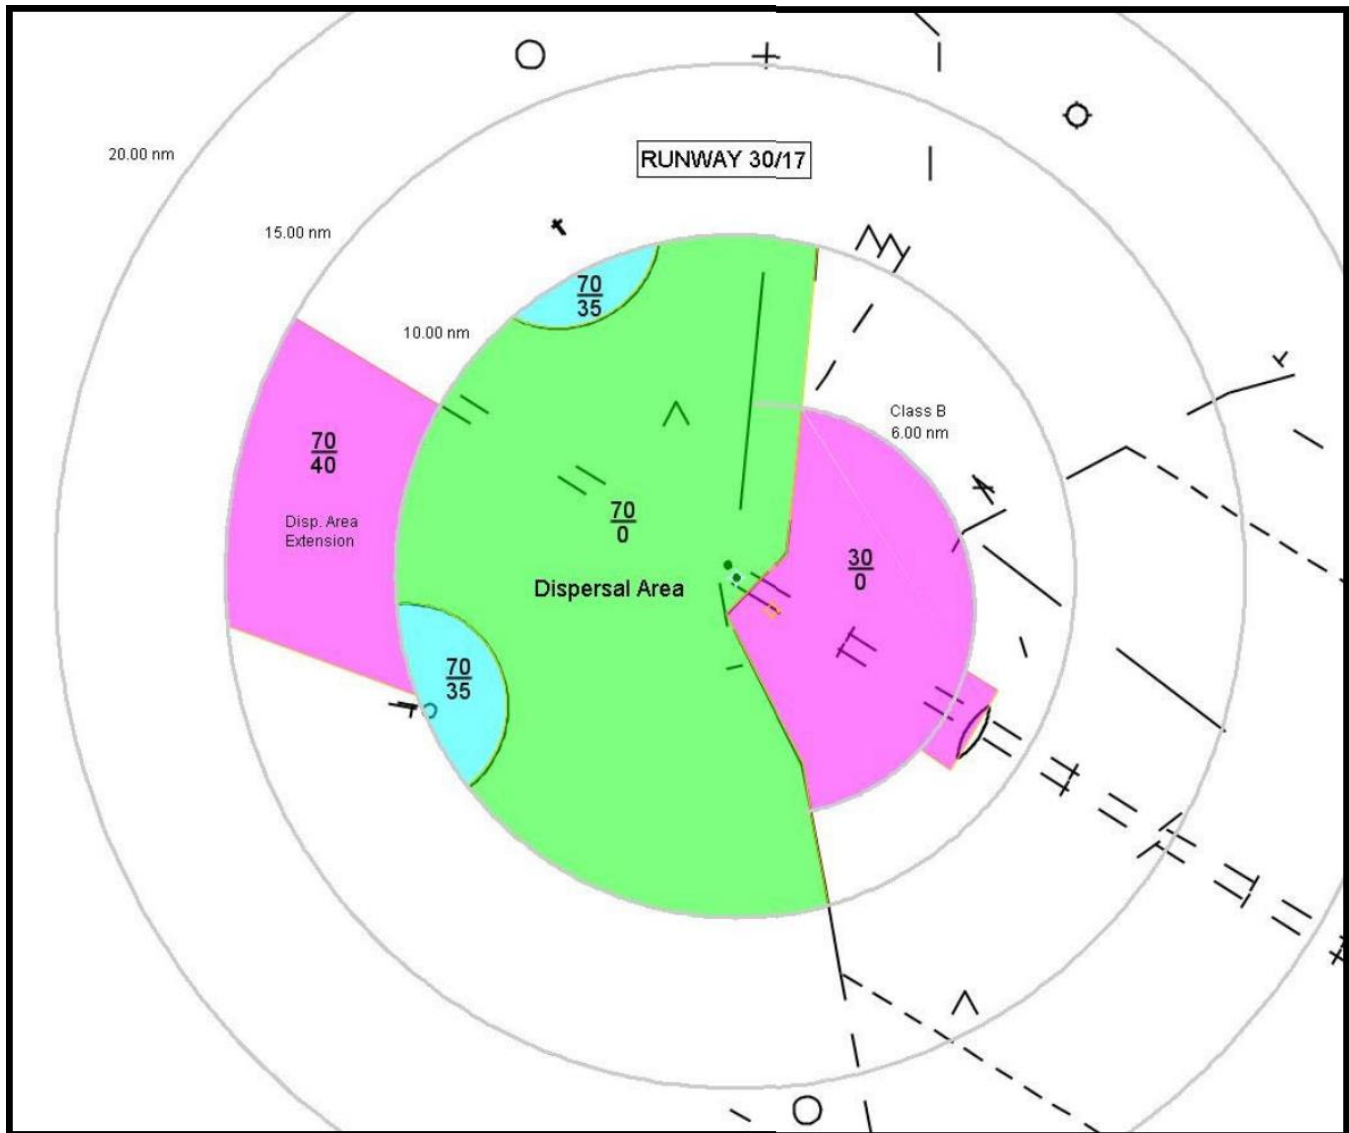 20.00 nm
RUNWAY 30/17
15.00 nm
70
35
10.00 nm
Class B
6.00 nm
70
40
70
0
Disp. Area
Extension
30
0
Dispersal Area
70
35